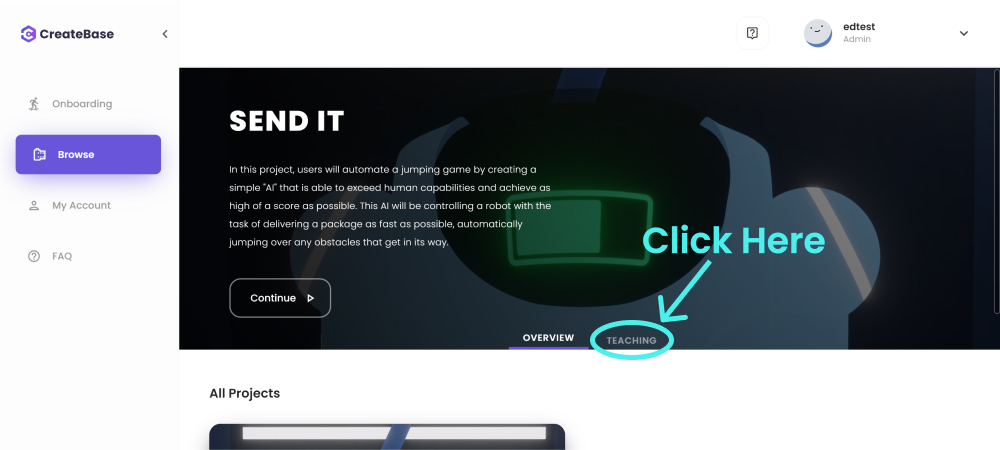 CreateBase
edtest
Admin
Onboarding
Browse
My Account
FAQ
SEND IT
In this project, users will automate a jumping game by creating a
simple "AI" that is able to exceed human capabilities and achieve as
high of a score as possible. This AI will be controlling a robot with the
task of delivering a package as fast as possible, automatically
jumping over any obstacles that get in its way.
Click Here
Continue
OVERVIEW
TEACHING
All Projects